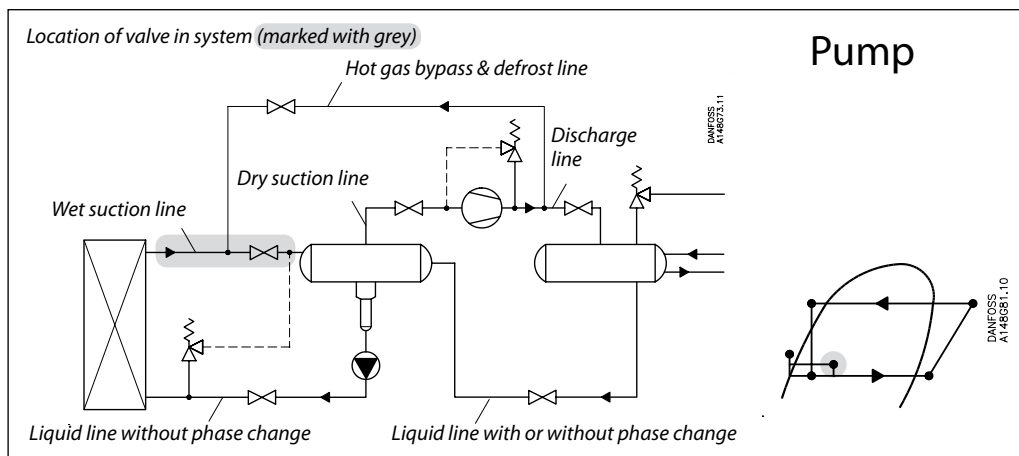 Location of valve in system (marked with grey)
Pump
Hot gas bypass & defrost line
DANFOSS
A148G73.11
Discharge
line
Dry suction line
Wet suction line
DANFOSS
A148G81.10
Liquid line without phase change
Liquid line with or without phase change